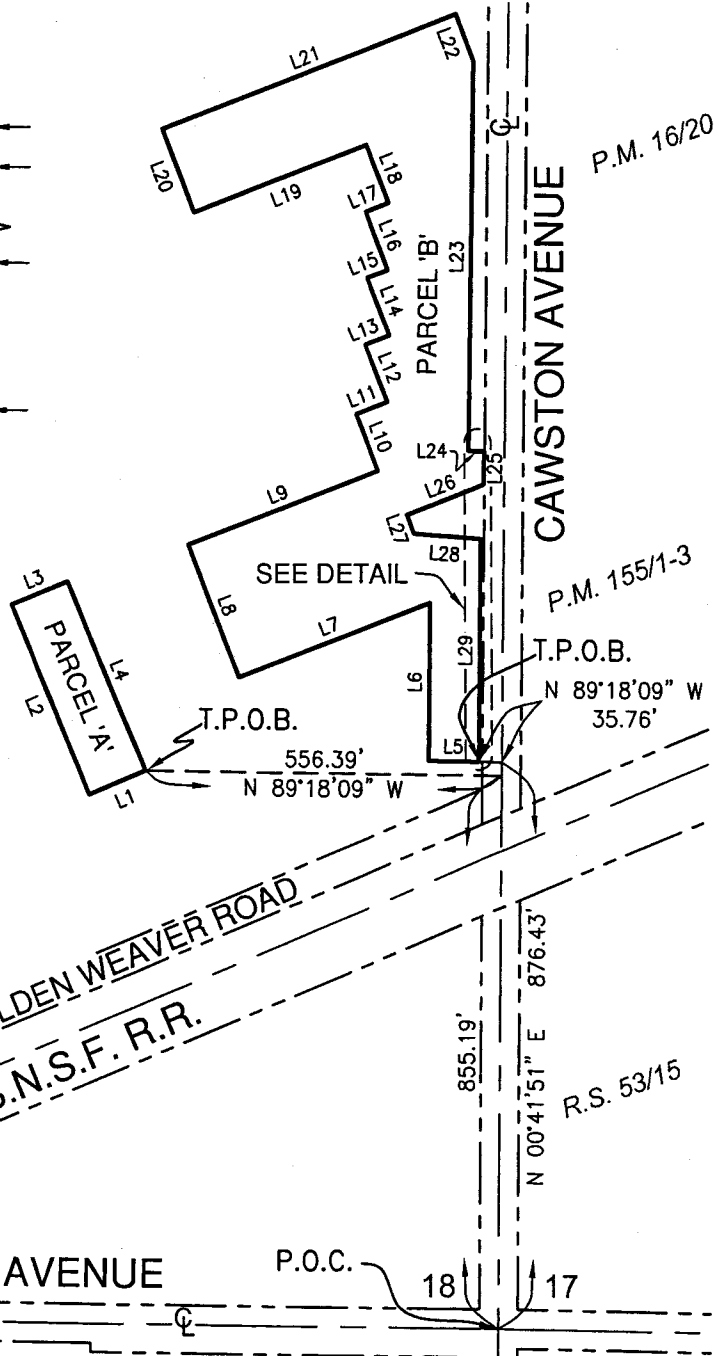 L21
L22
L20
L19
L18
L17
L16
L15
L14
L13
L12
L11
L10
L9
L8
L7
L23
PARCEL 'B'
CL
P.M. 16/20
CAWSTON AVENUE
L24
L25
L26
L27
L28
SEE DETAIL
L29
L6
L5
P.M. 155/1-3
T.P.O.B.
N 89°18'09" W
35.76'
L3
L4
PARCEL 'A'
L2
L1
T.P.O.B.
556.39'
N 89°18'09" W
LDEN WEAVER ROAD
.N.S.F. R.R.
855.19'
N 00°41'51" E 876.43'
R.S. 53/15
AVENUE
P.O.C.
18
17
CL